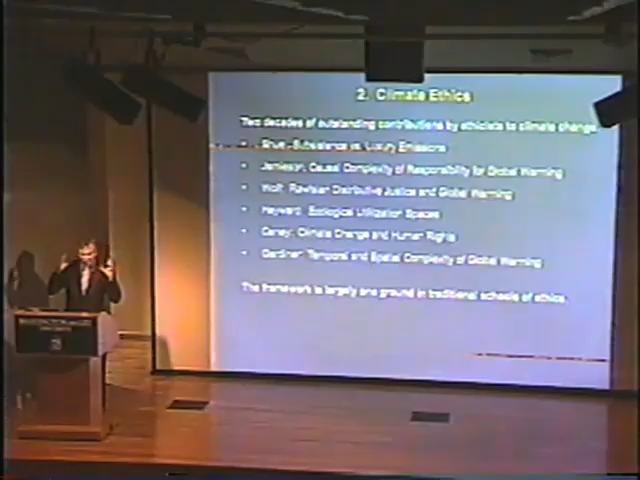 2. Climate Ethics
Two decades of outstanding contributions by ethicists to climate change.
• Shue: Subsistence vs. Luxury Emissions
• Jamieson: Causal Complexity of Responsibility for Global Warming
• Wolf: Rawlsian Distributive Justice and Global Warming
• Hayward: Ecological Utilization Spaces
• Caney: Climate Change and Human Rights
• Gardiner: Temporal and Spatial Complexity of Global Warming
The framework is largely one ground in traditional schools of ethics.